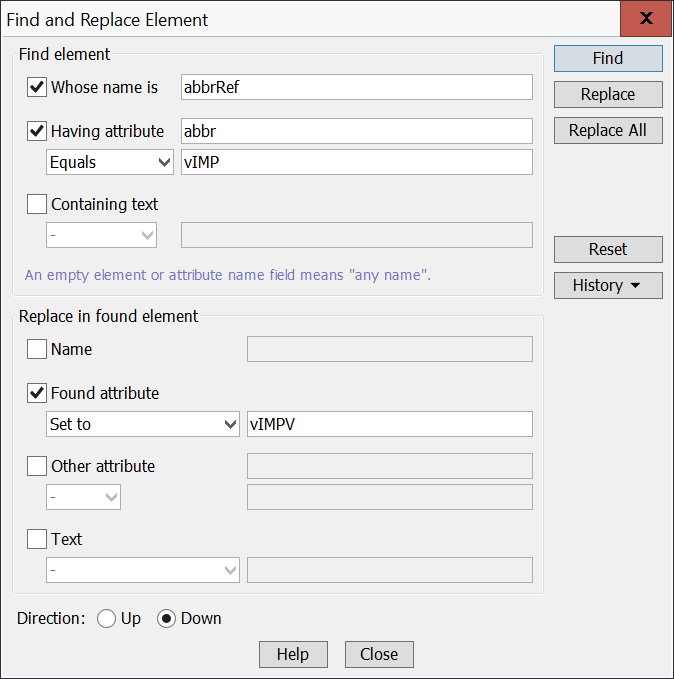 Find and Replace Element
X
Find element
Whose name is abbrRef
Having attribute abbr
Equals vIMP
Containing text
-
An empty element or attribute name field means "any name".
Find
Replace
Replace All
Reset
History
Replace in found element
Name
Found attribute
Set to vIMPV
Other attribute
-
Text
-
Direction: Up Down
Help Close